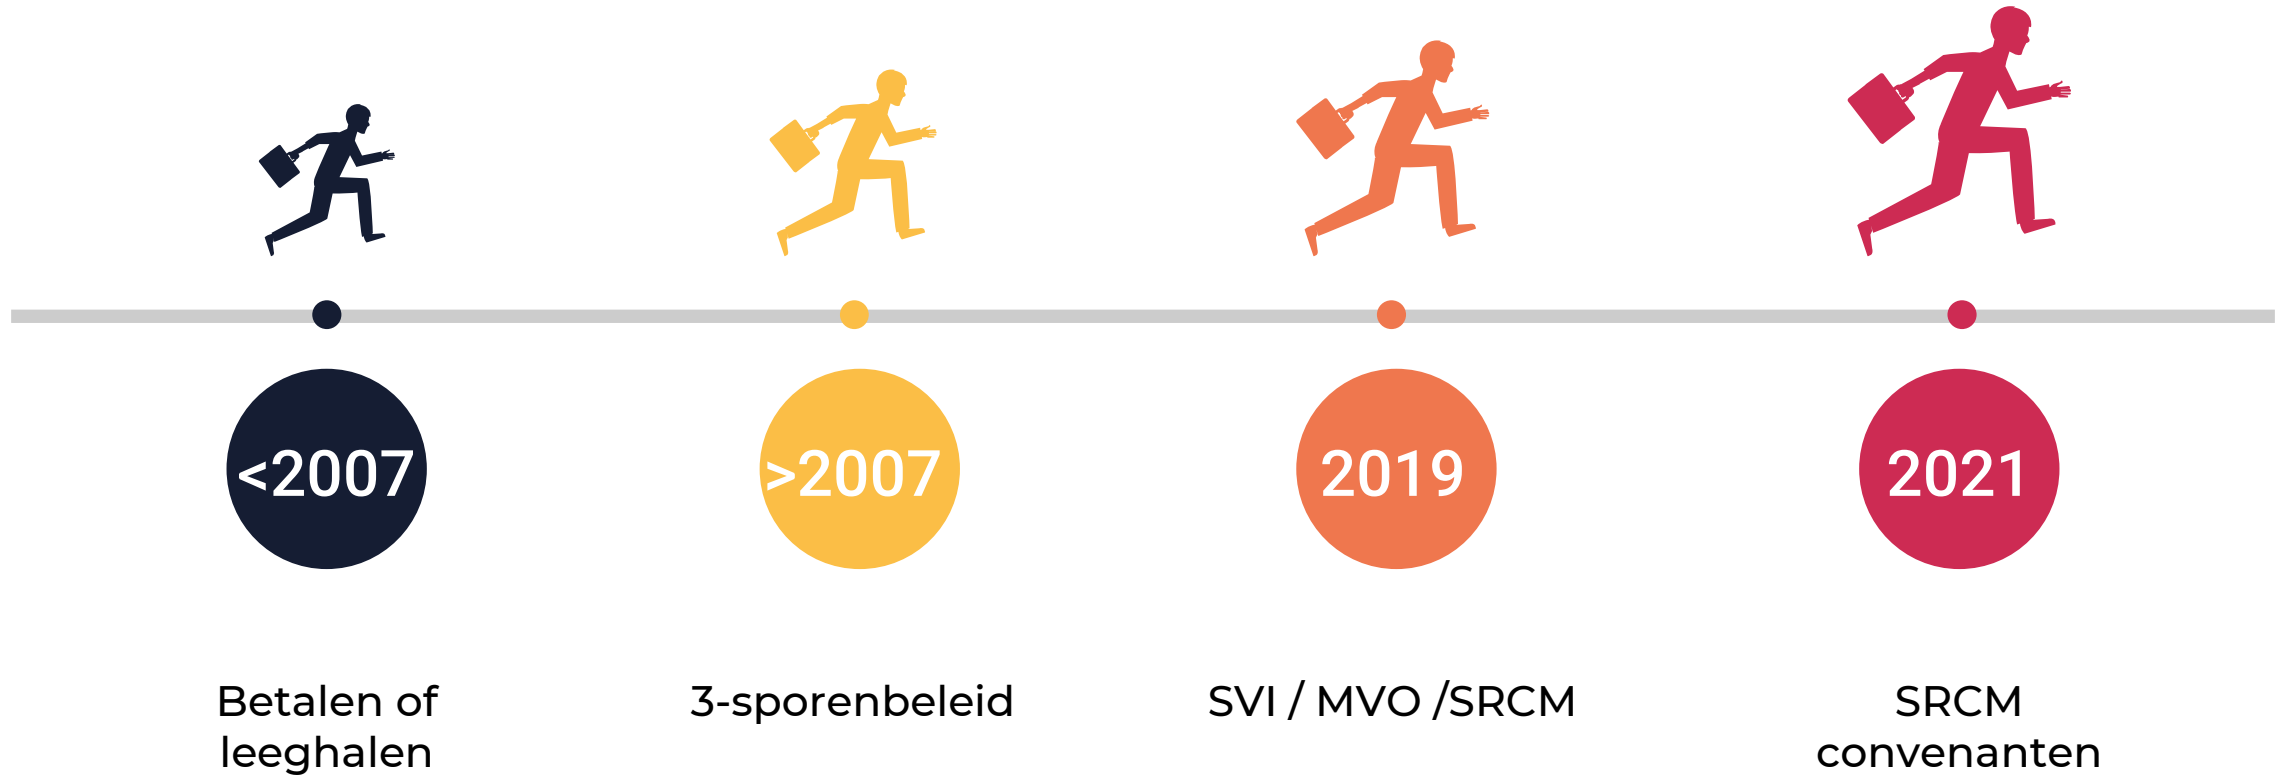 <2007
>2007
2019
2021
Betalen of
leeghalen
3-sporenbeleid
SVI / MVO /SRCM
SRCM
convenanten